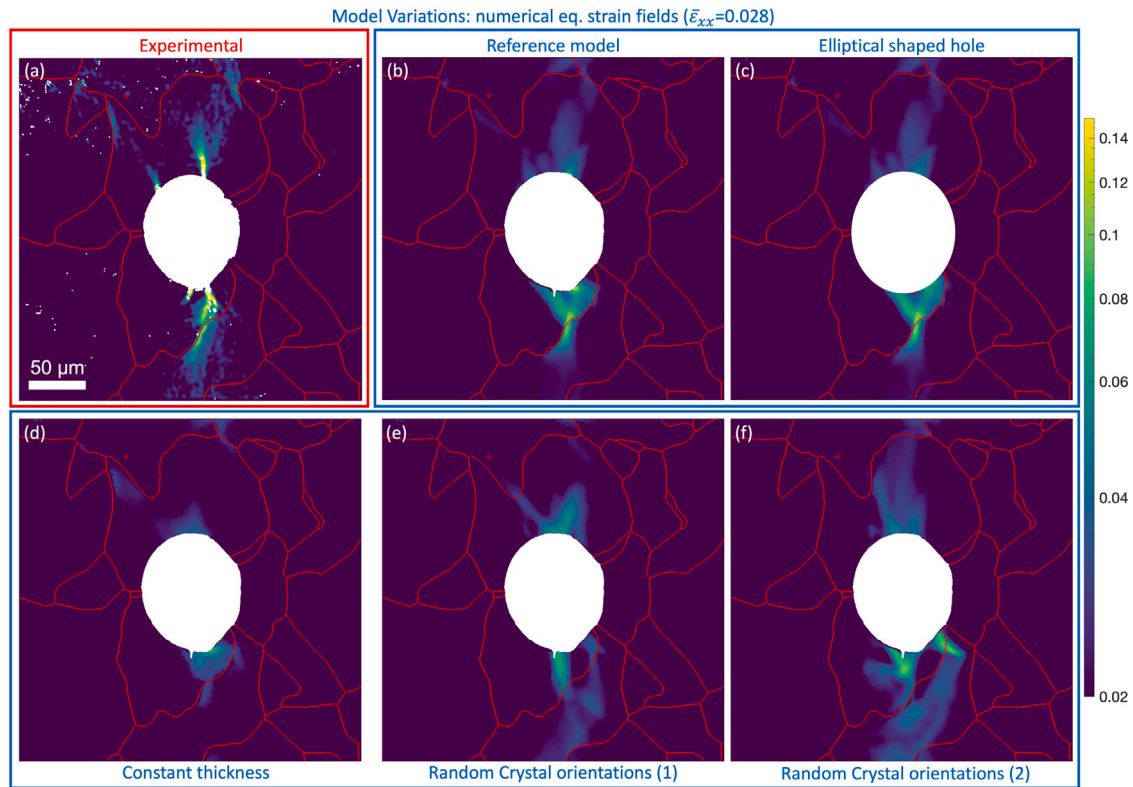 Model Variations: numerical eq. strain fields (ε̄ₓₓ=0.028)
Experimental
Reference model
Elliptical shaped hole
(a)
(b)
(c)
50 µm
(d)
(e)
(f)
Constant thickness
Random Crystal orientations (1)
Random Crystal orientations (2)
0.14
0.12
0.10
0.08
0.06
0.04
0.02